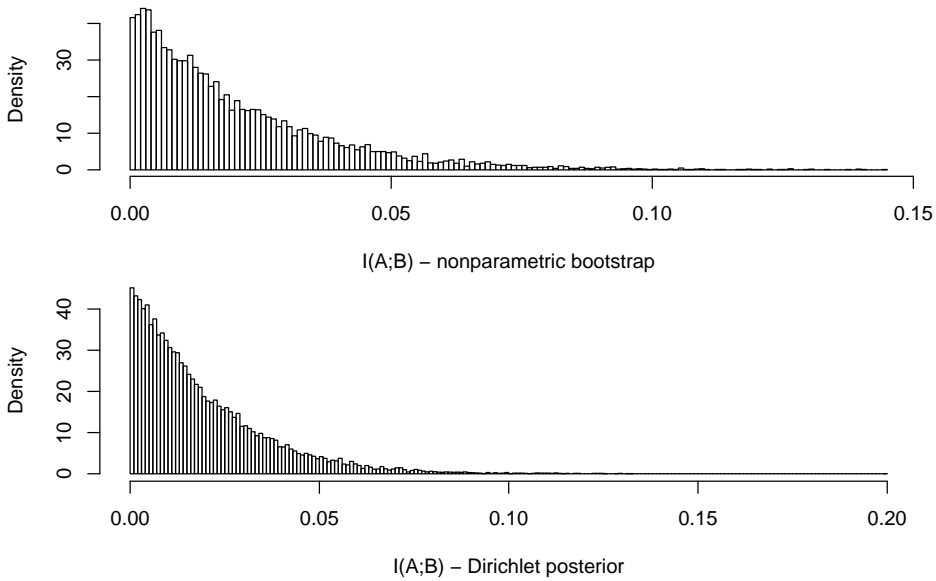 Density
0
10
30
0.00 0.05 0.10 0.15
I(A;B) − nonparametric bootstrap
Density
0
10
20
30
40
0.00 0.05 0.10 0.15 0.20
I(A;B) − Dirichlet posterior